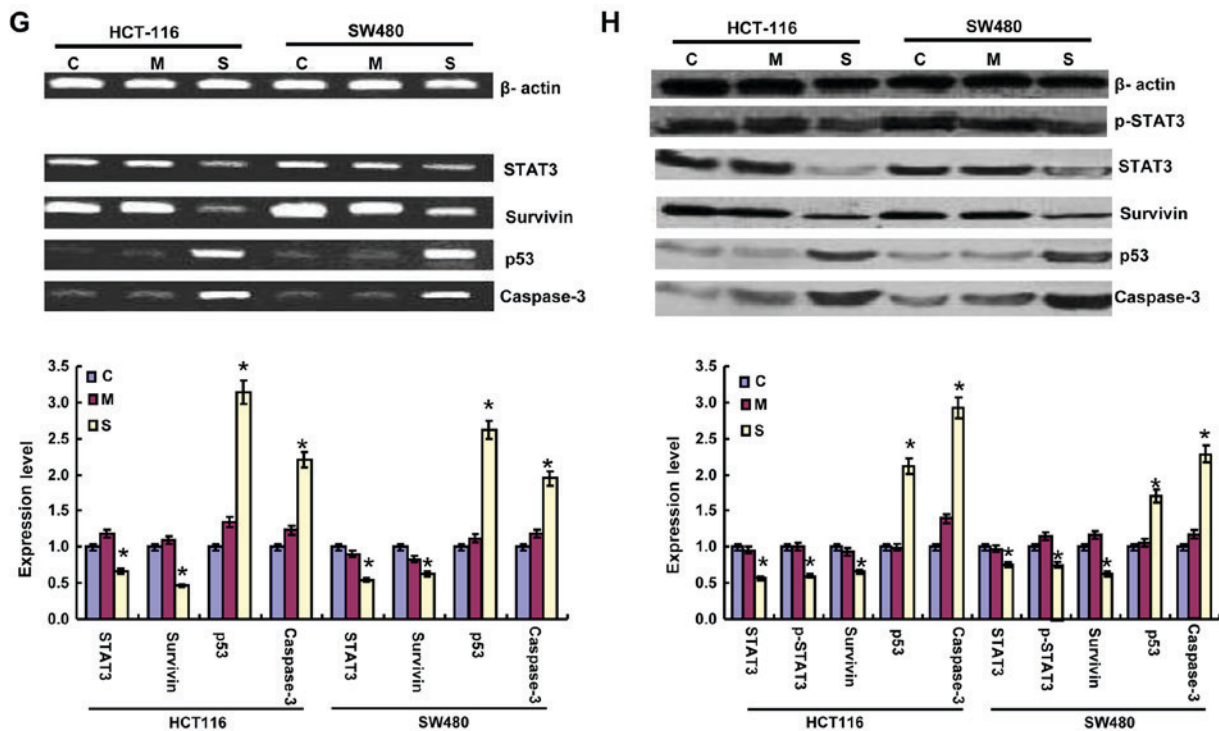 G
HCT-116 SW480
C M S C M S
β- actin
STAT3
Survivin
p53
Caspase-3
3.5
3.0
2.5
2.0
1.5
1.0
0.5
0.0
Expression level
C
M
S
* * * * * * * *
STAT3 Survivin p53 Caspase-3 STAT3 Survivin p53 Caspase-3
HCT116 SW480
H
HCT-116 SW480
C M S C M S
β- actin
p-STAT3
STAT3
Survivin
p53
Caspase-3
3.5
3.0
2.5
2.0
1.5
1.0
0.5
0.0
Expression level
C
M
S
* * * * * * * * * *
STAT3 p-STAT3 Survivin p53 Caspase-3 STAT3 p-STAT3 Survivin p53 Caspase-3
HCT116 SW480